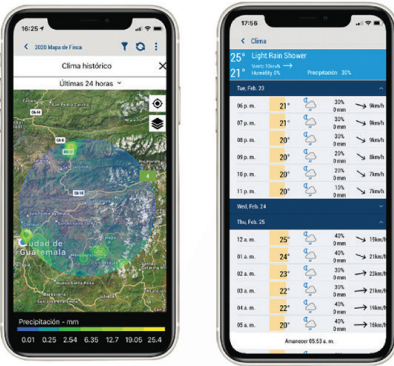 16:25
2020 Mapa de Finca
Clima histórico
Últimas 24 horas
Ciudad de
Guatemala
Precipitación - mm
0.01 0.25 2.54 6.35 12.7 19.05 25.4
17:56
Clima
25° Light Rain Shower
21° Humidity 0% Precipitación: 30%
Tue, Feb. 23
06 p. m. 21° 30% 0 mm 9km/h
07 p. m. 21° 30% 0 mm 9km/h
08 p. m. 20° 30% 0 mm 9km/h
09 p. m. 20° 20% 0 mm 8km/h
10 p. m. 20° 20% 0 mm 7km/h
11 p. m. 20° 10% 0 mm 7km/h
Wed, Feb. 24
Thu, Feb. 25
12 a. m. 25° 40% 0 mm 19km/h
01 a. m. 24° 40% 0 mm 21km/h
02 a. m. 23° 30% 0 mm 23km/h
03 a. m. 22° 30% 0 mm 21km/h
04 a. m. 22° 40% 0 mm 19km/h
05 a. m. 20° 40% 0 mm 16km/h
Amanecer 05:53 a. m.